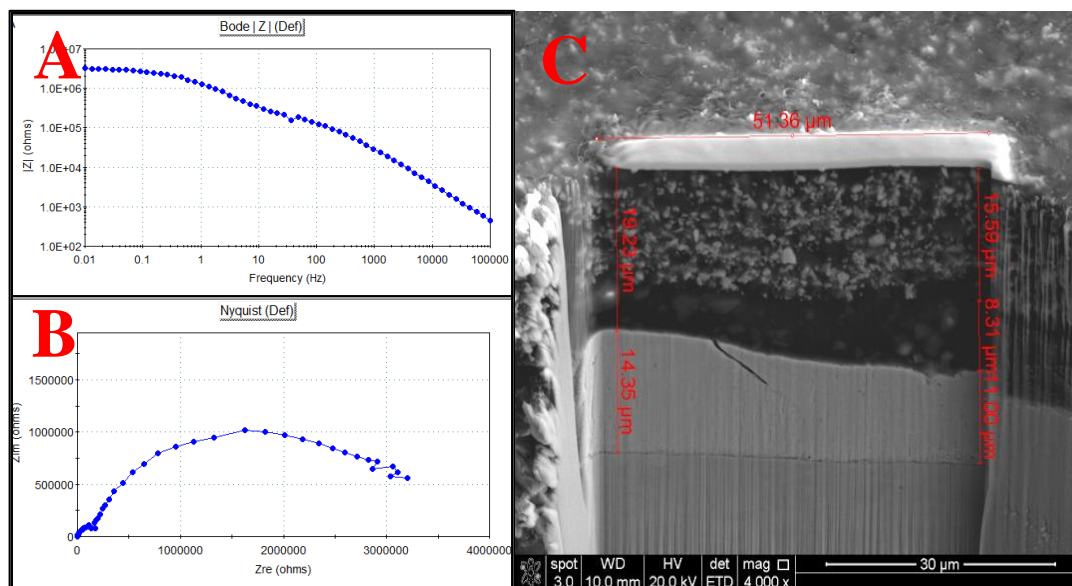 A
Bode | Z | (Def)
1.0E+07
1.0E+06
1.0E+05
1.0E+04
1.0E+03
1.0E+02
|Z| (ohms)
0.01 0.1 1 10 100 1000 10000 100000
Frequency (Hz)
B
Nyquist (Def)
1500000
1000000
500000
0
Zim (ohms)
0 1000000 2000000 3000000 4000000
Zre (ohms)
C
51.36 µm
19.23 µm
14.35 µm
15.59 µm
8.31 µm
11.00 µm
spot WD HV det mag
3.0 10.0 mm 20.0 kV ETD 4,000 x
30 µm